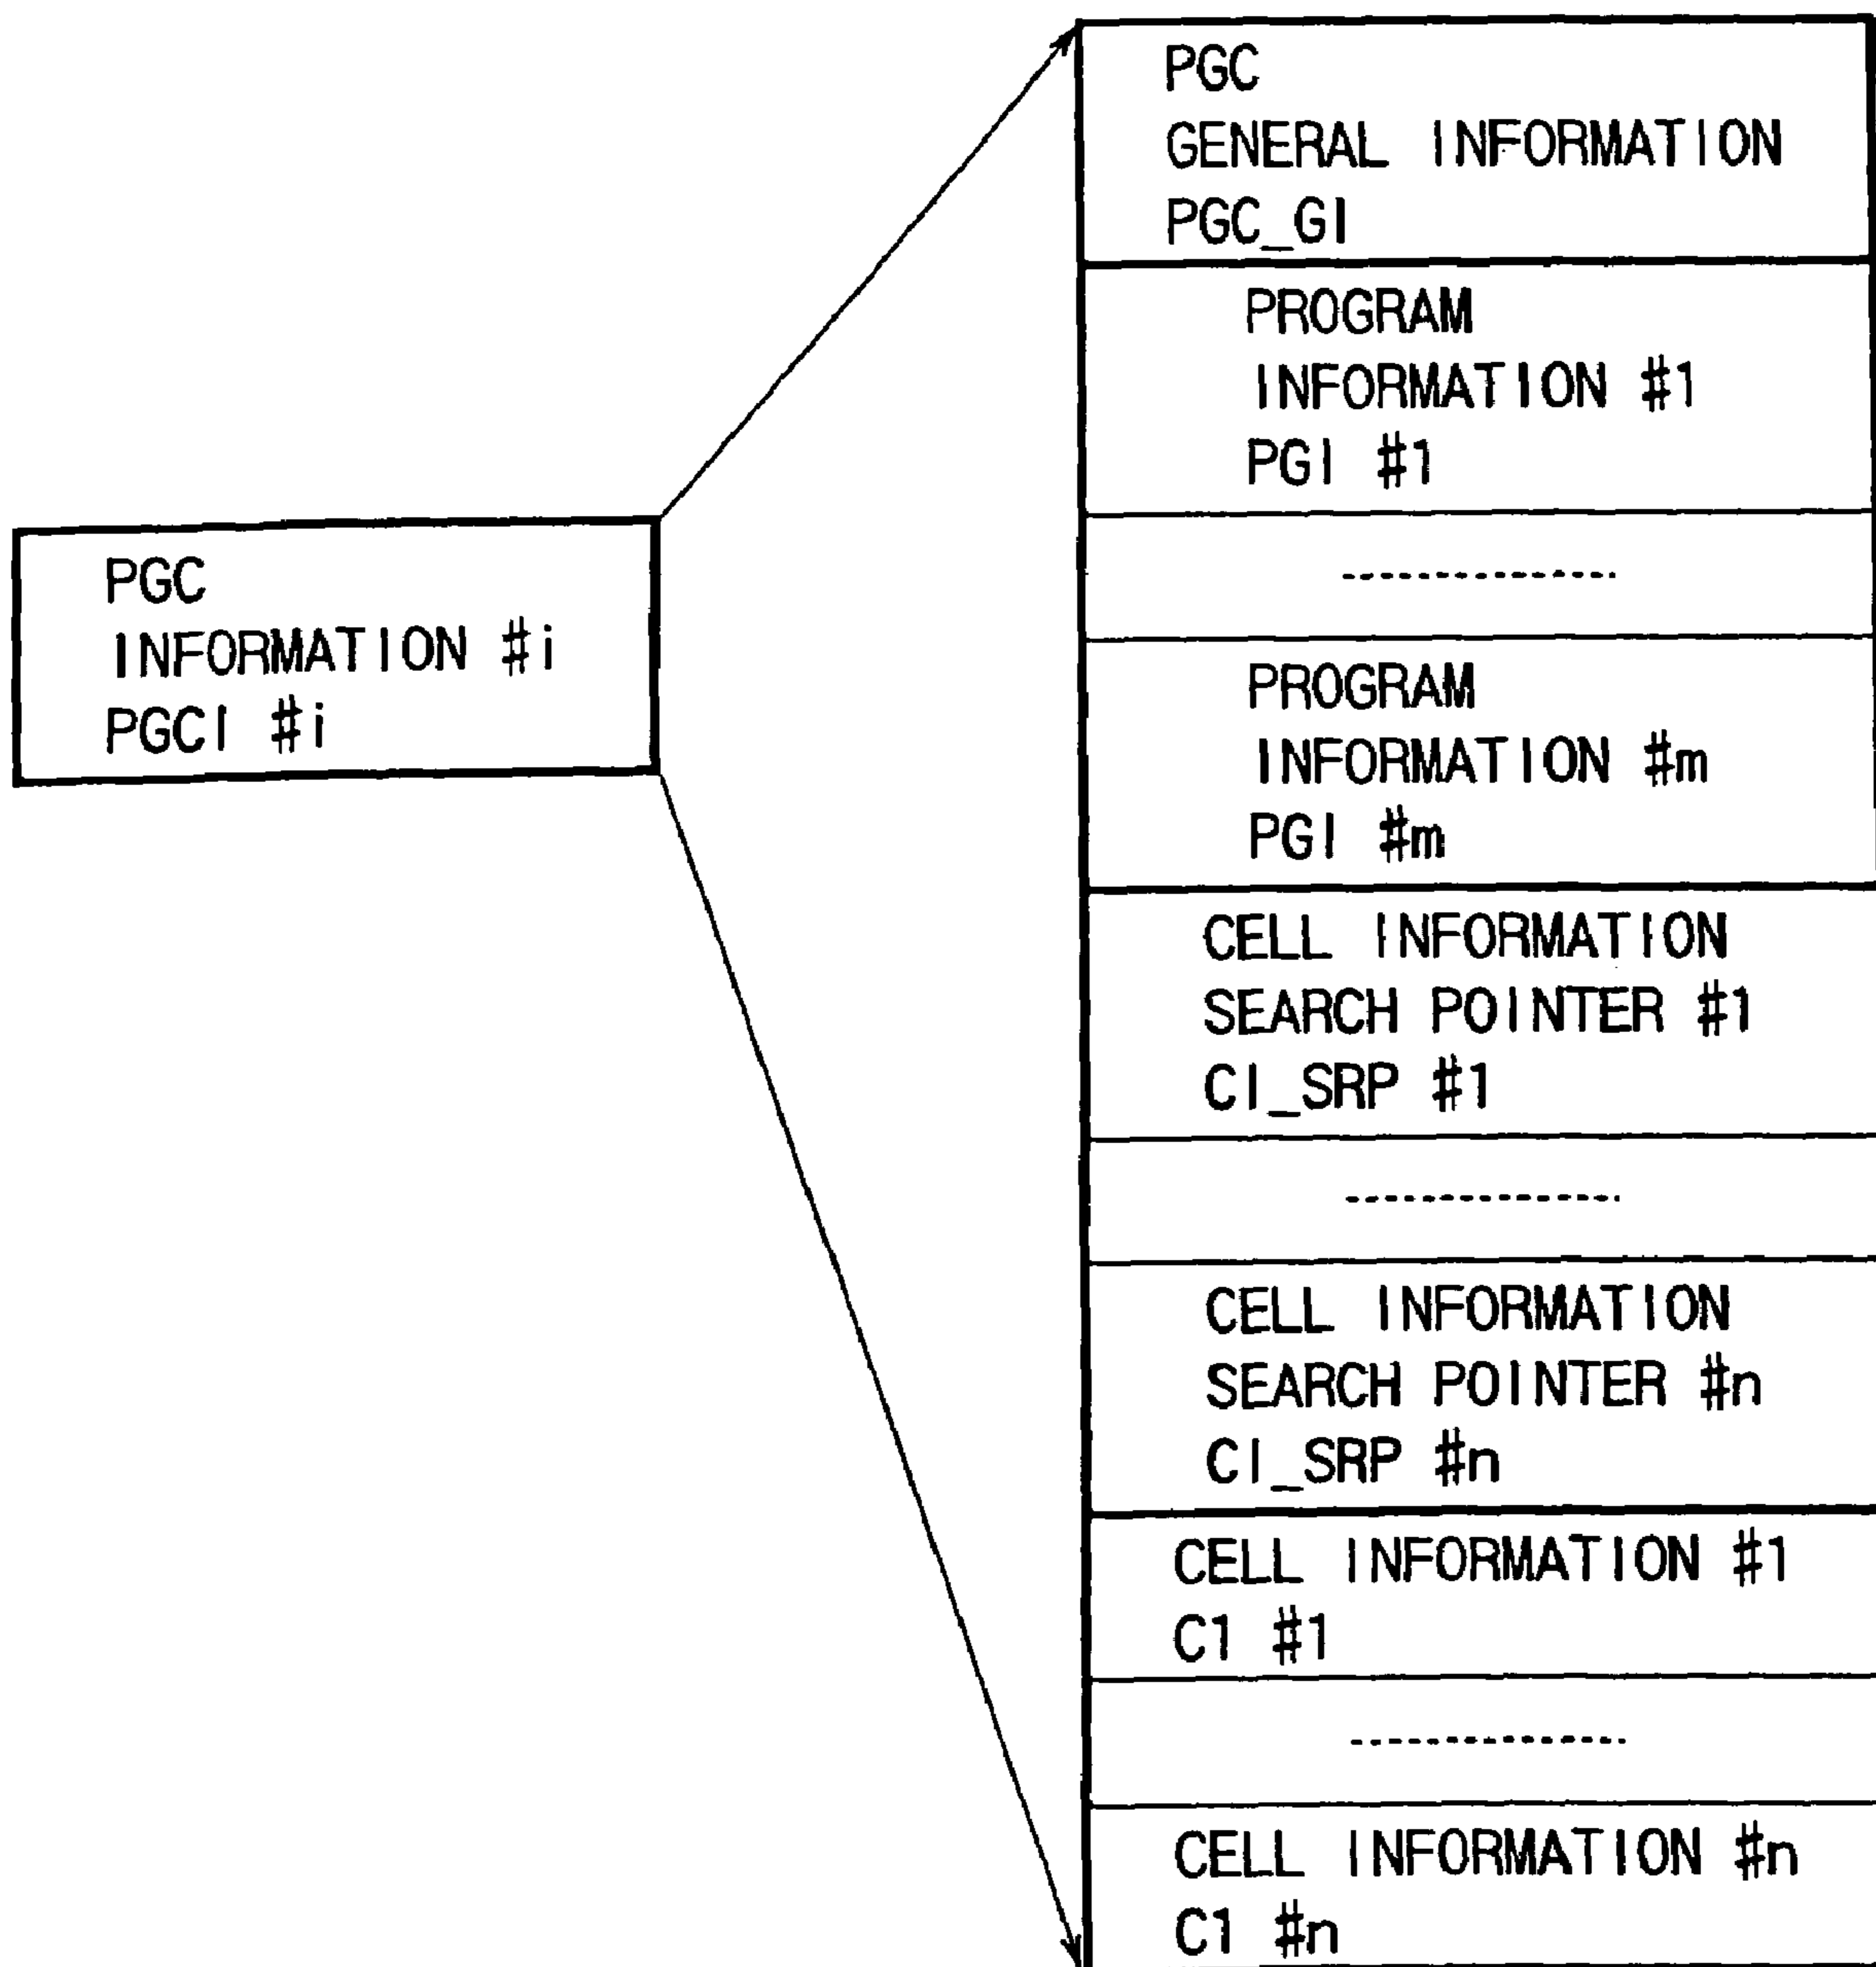 PGC
INFORMATION #i
PGCI #i
PGC
GENERAL INFORMATION
PGC_GI
PROGRAM
INFORMATION #1
PGI #1
PROGRAM
INFORMATION #m
PGI #m
CELL INFORMATION
SEARCH POINTER #1
CI_SRP #1
CELL INFORMATION
SEARCH POINTER #n
CI_SRP #n
CELL INFORMATION #1
C1 #1
CELL INFORMATION #n
C1 #n